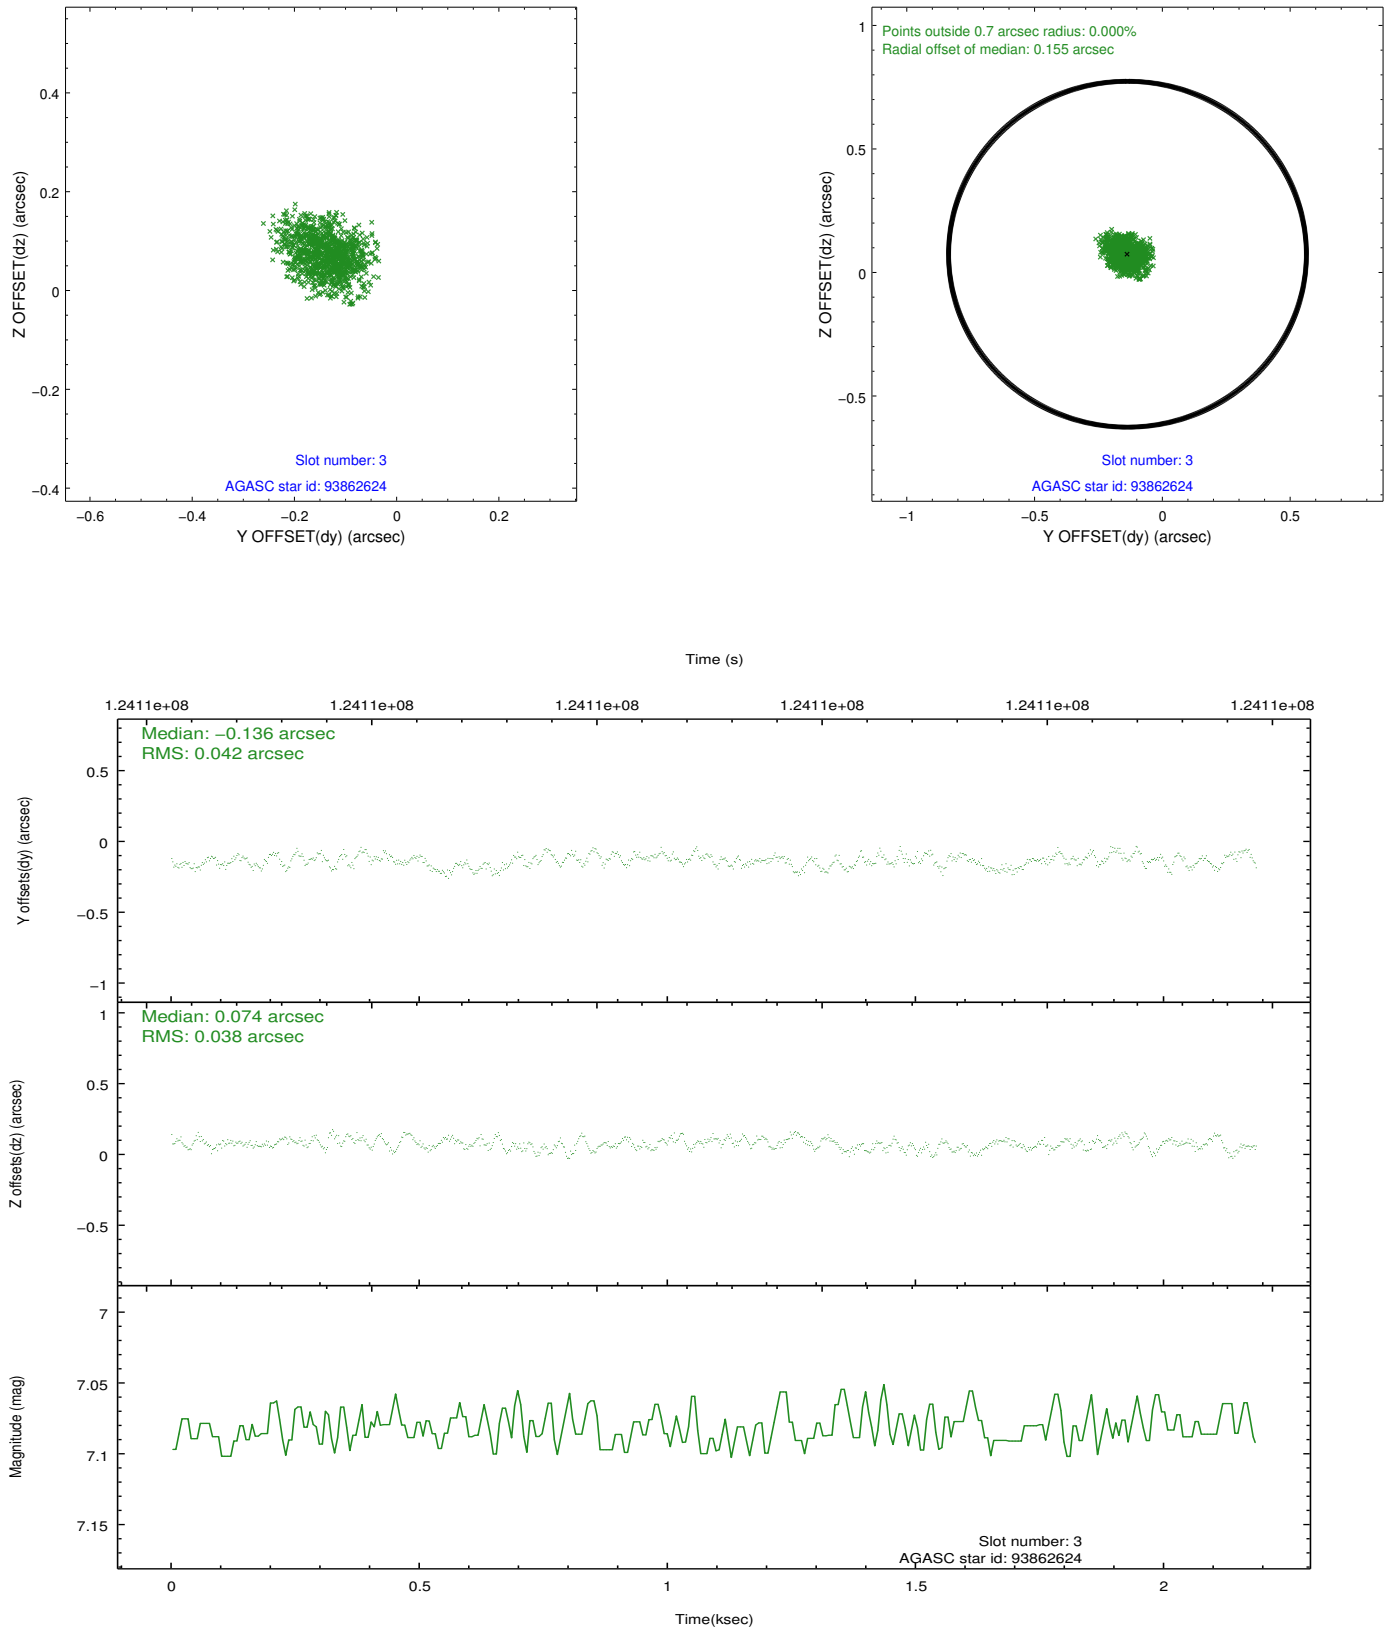 0.4
0.2
0
−0.2
−0.4
Z OFFSET(dz) (arcsec)
Slot number: 3
AGASC star id: 93862624
−0.6
−0.4
−0.2
0
0.2
Y OFFSET(dy) (arcsec)
Points outside 0.7 arcsec radius: 0.000%
Radial offset of median: 0.155 arcsec
1
0.5
0
−0.5
Z OFFSET(dz) (arcsec)
Slot number: 3
AGASC star id: 93862624
−1
−0.5
0
0.5
Y OFFSET(dy) (arcsec)
Time (s)
1.2411e+08
1.2411e+08
1.2411e+08
1.2411e+08
1.2411e+08
1.2411e+08
Median: −0.136 arcsec
RMS: 0.042 arcsec
0.5
0
−0.5
−1
Y offsets(dy) (arcsec)
Median: 0.074 arcsec
RMS: 0.038 arcsec
1
0.5
0
−0.5
Z offsets(dz) (arcsec)
7
7.05
7.1
7.15
Magnitude (mag)
Slot number: 3
AGASC star id: 93862624
0
0.5
1
1.5
2
Time(ksec)